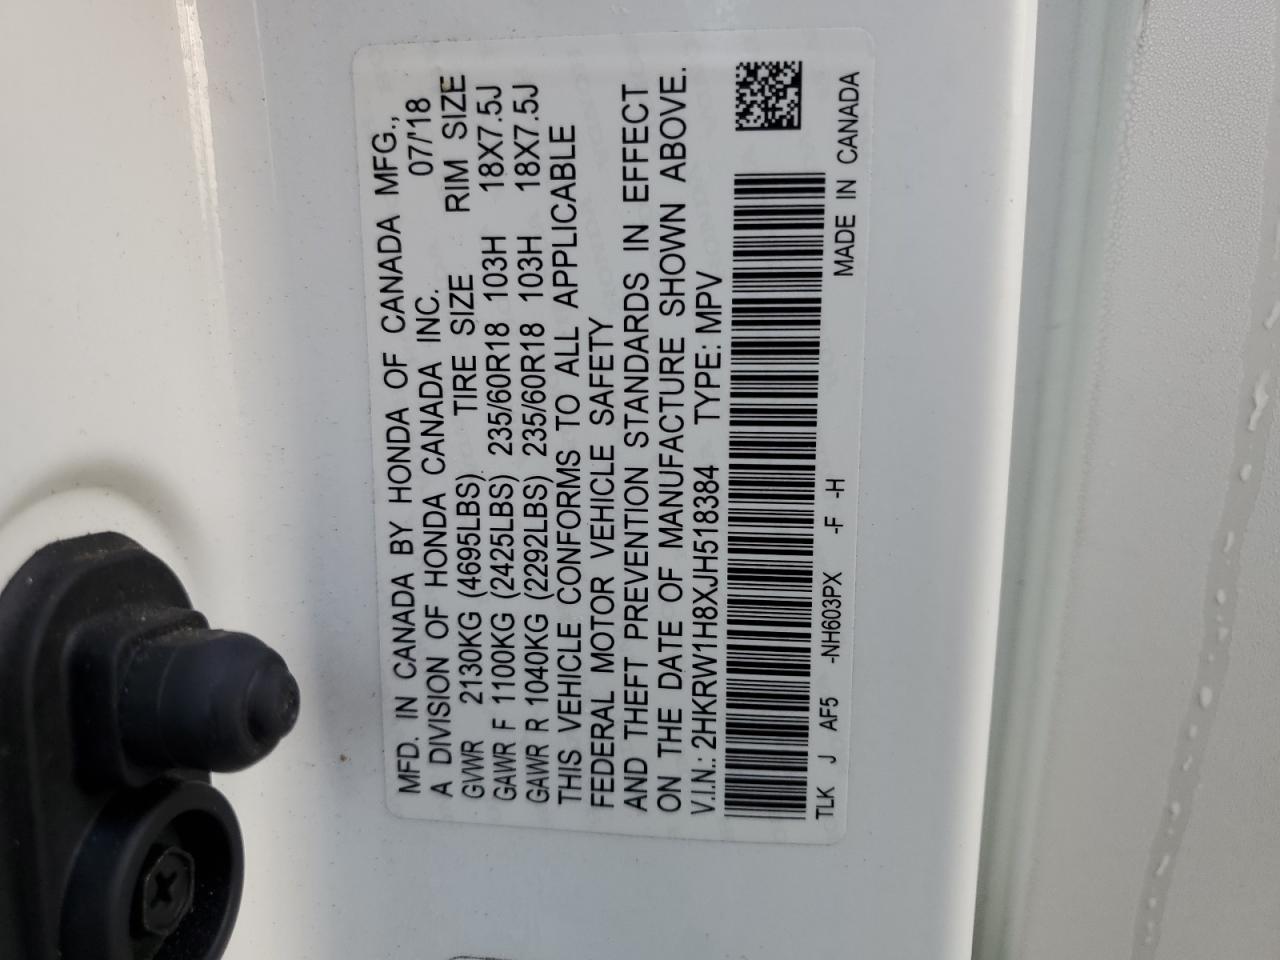 MFD. IN CANADA BY HONDA OF CANADA MFG.,
A DIVISION OF HONDA CANADA INC. 07/'18
GVWR 2130KG (4695LBS) TIRE SIZE RIM SIZE
GAWR F 1100KG (2425LBS) 235/60R18 103H 18X7.5J
GAWR R 1040KG (2292LBS) 235/60R18 103H 18X7.5J
THIS VEHICLE CONFORMS TO ALL APPLICABLE
FEDERAL MOTOR VEHICLE SAFETY
AND THEFT PREVENTION STANDARDS IN EFFECT
ON THE DATE OF MANUFACTURE SHOWN ABOVE.
V.I.N.: 2HKRW1H8XJH518384 TYPE: MPV
TLK J AF5 -NH603PX -F -H MADE IN CANADA